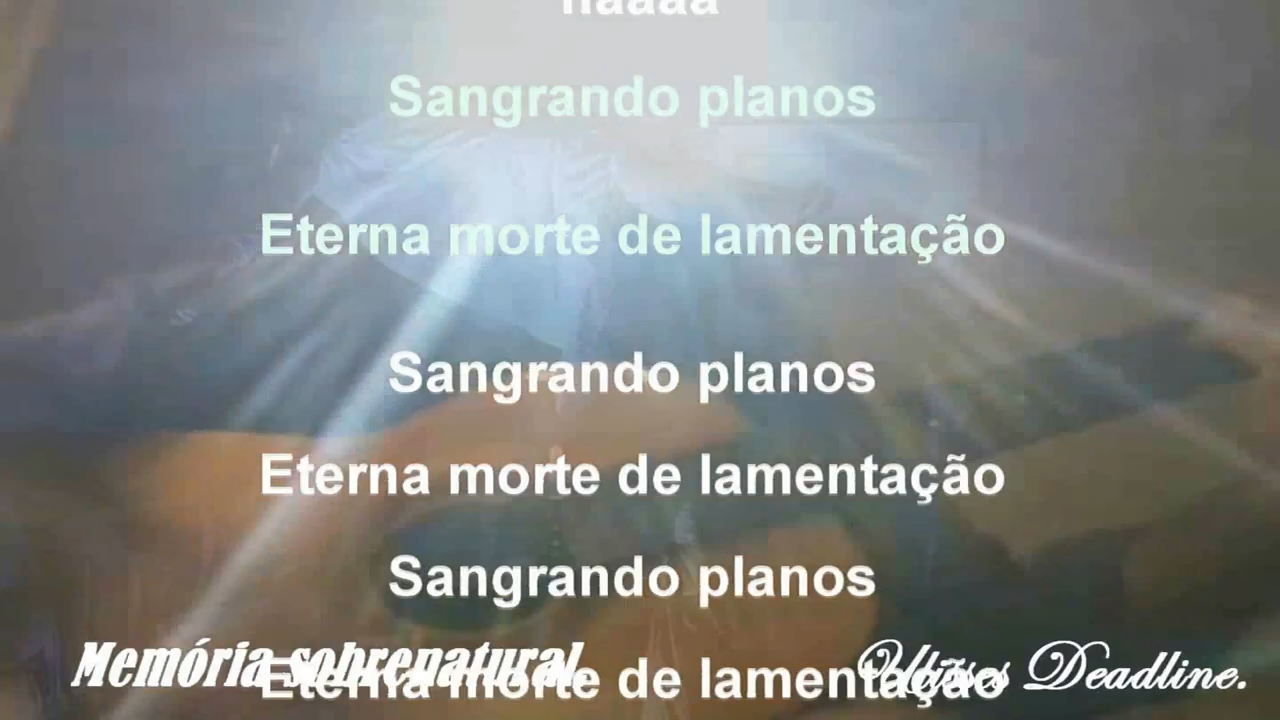 naaaa
Sangrando planos
Eterna morte de lamentação
Sangrando planos
Eterna morte de lamentação
Sangrando planos
Memória sobrenatural.
Eterna morte de lamentação
Ulisses Deadline.